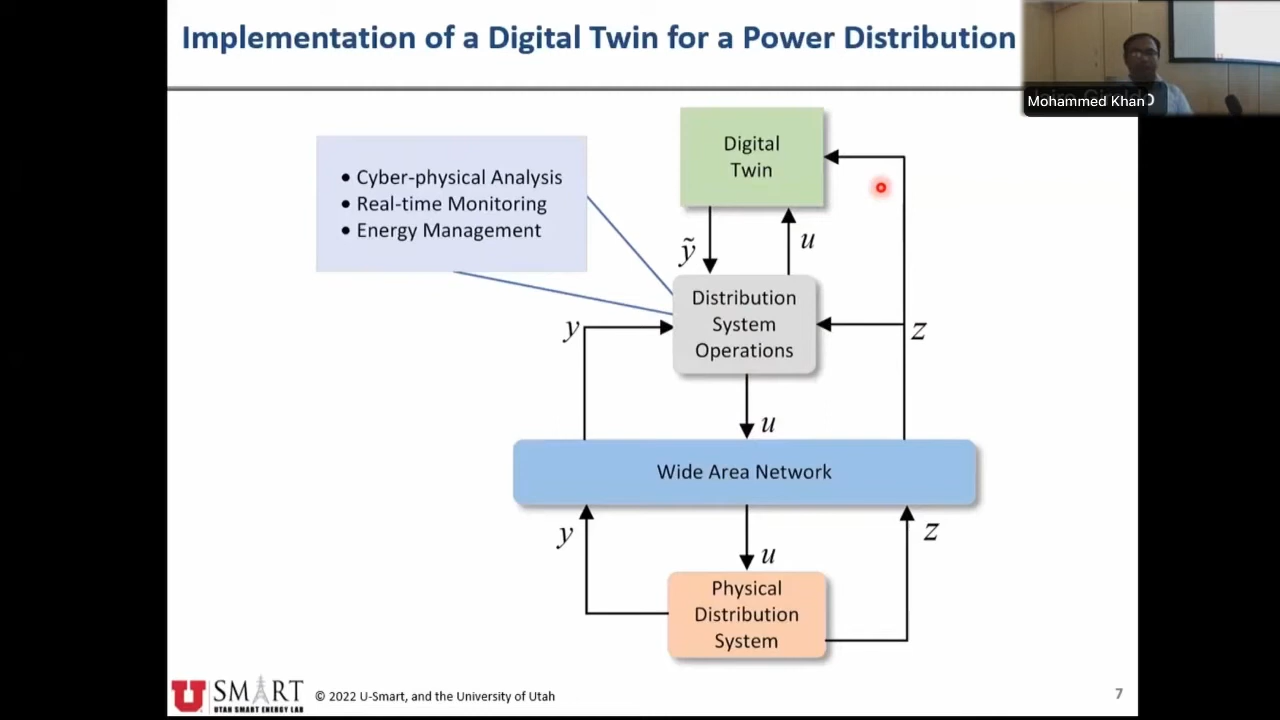 Implementation of a Digital Twin for a Power Distribution
Mohammed Khan
Digital
Twin
• Cyber-physical Analysis
• Real-time Monitoring
• Energy Management
ỹ
u
Distribution
System
Operations
y
z
u
Wide Area Network
y
u
z
Physical
Distribution
System
U SMART
UTAH SMART ENERGY LAB
© 2022 U-Smart, and the University of Utah
7